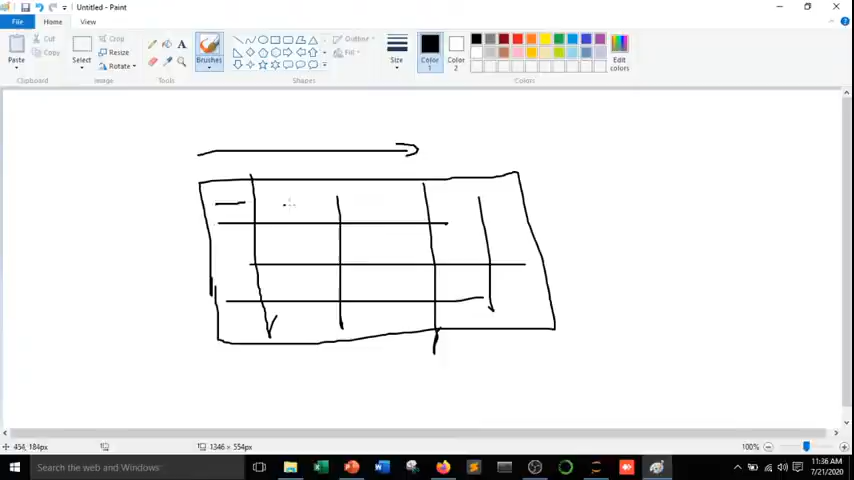 Untitled - Paint
File
Home
View
Paste
Cut
Copy
Clipboard
Select
Crop
Resize
Rotate
Image
A
Tools
Brushes
Outline
Fill
Shapes
Size
Color 1
Color 2
Edit colors
Colors
454, 184px
1346 × 554px
100%
Search the web and Windows
11:36 AM
7/21/2020